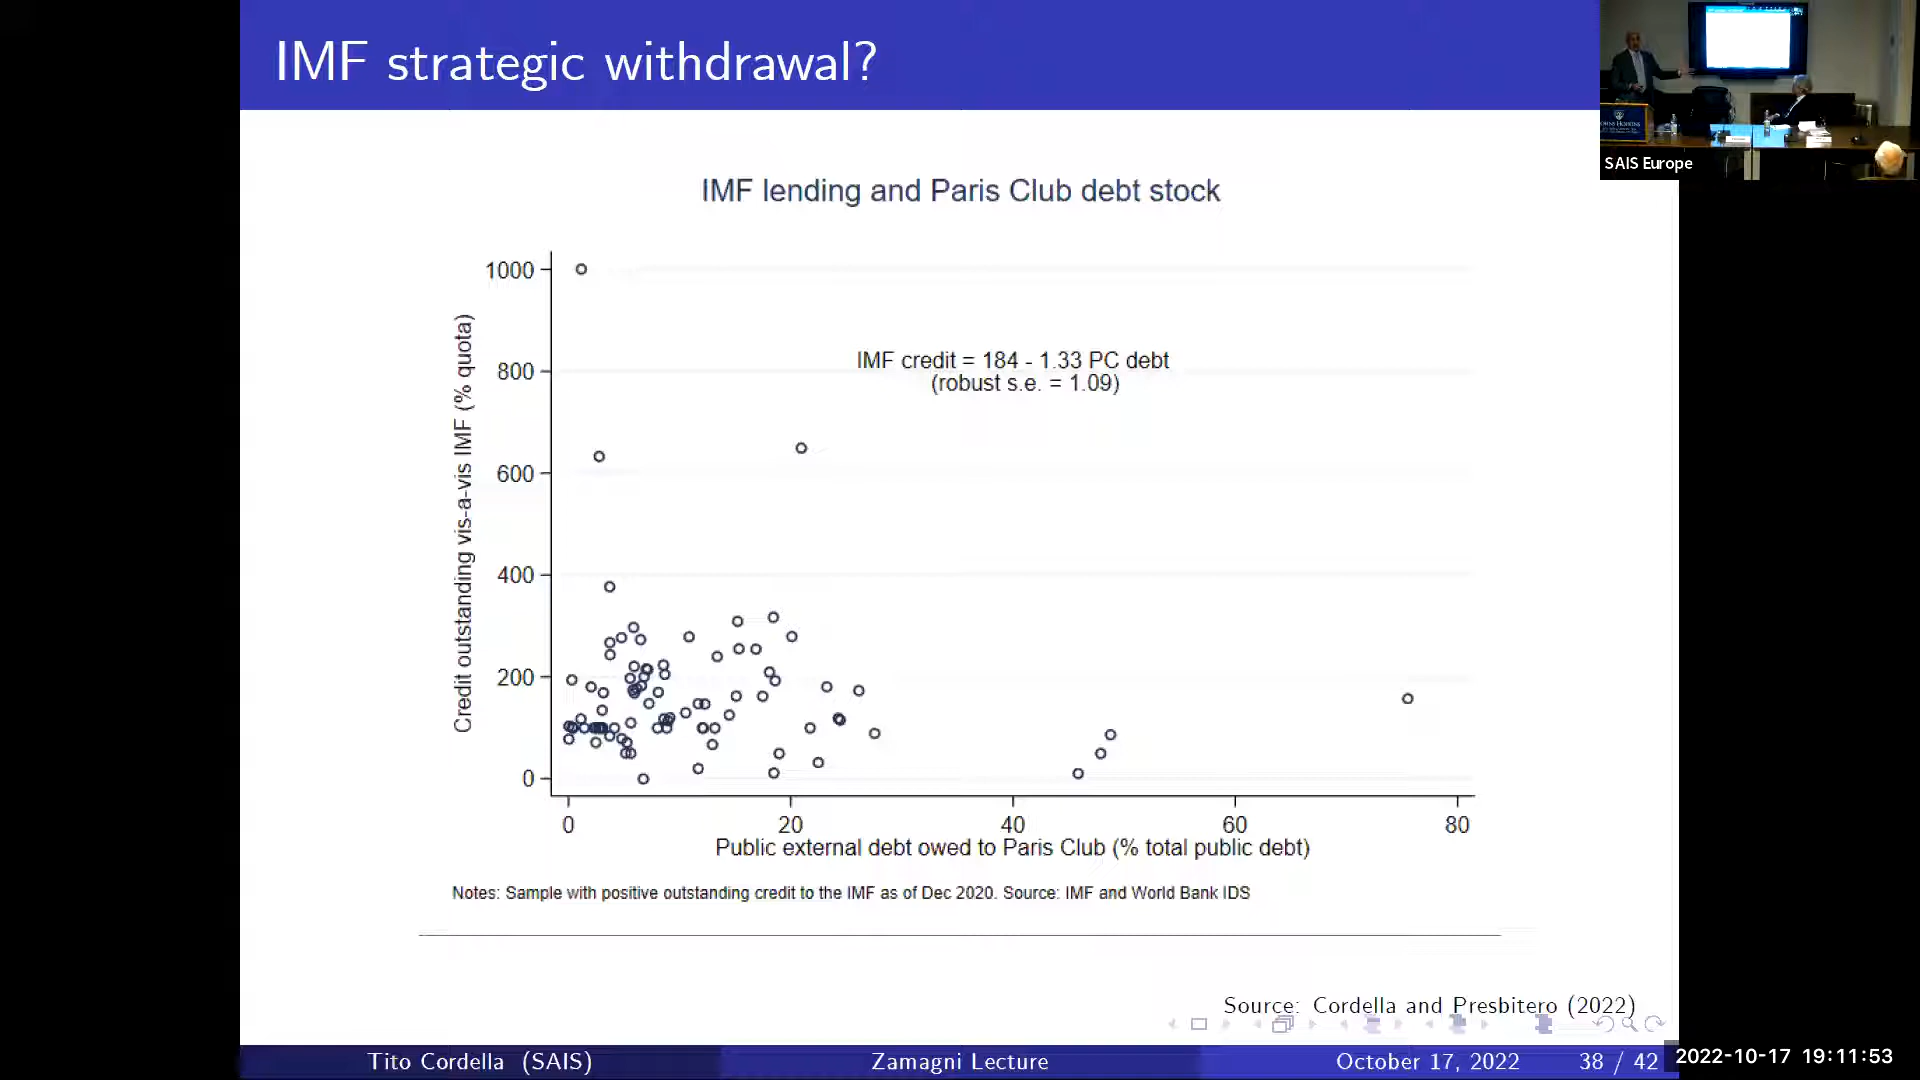 IMF strategic withdrawal?
SAIS Europe
IMF lending and Paris Club debt stock
Credit outstanding vis-a-vis IMF (% quota)
1000
800
600
400
200
0
IMF credit = 184 - 1.33 PC debt
(robust s.e. = 1.09)
0 20 40 60 80
Public external debt owed to Paris Club (% total public debt)
Notes: Sample with positive outstanding credit to the IMF as of Dec 2020. Source: IMF and World Bank IDS
Source: Cordella and Presbitero (2022)
Tito Cordella (SAIS) Zamagni Lecture October 17, 2022 38 / 42
2022-10-17 19:11:53